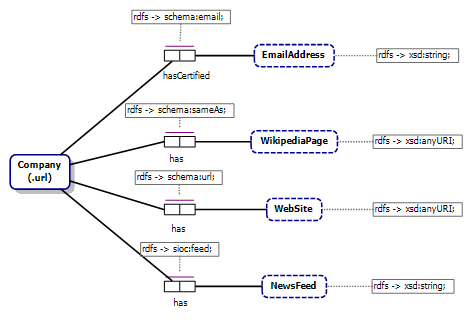 rdfs -> schema:email;
EmailAddress
rdfs -> xsd:string;
hasCertified
rdfs -> schema:sameAs;
WikipediaPage
rdfs -> xsd:anyURI;
has
Company
(.url)
rdfs -> schema:url;
WebSite
rdfs -> xsd:anyURI;
has
rdfs -> sioc:feed;
NewsFeed
rdfs -> xsd:string;
has